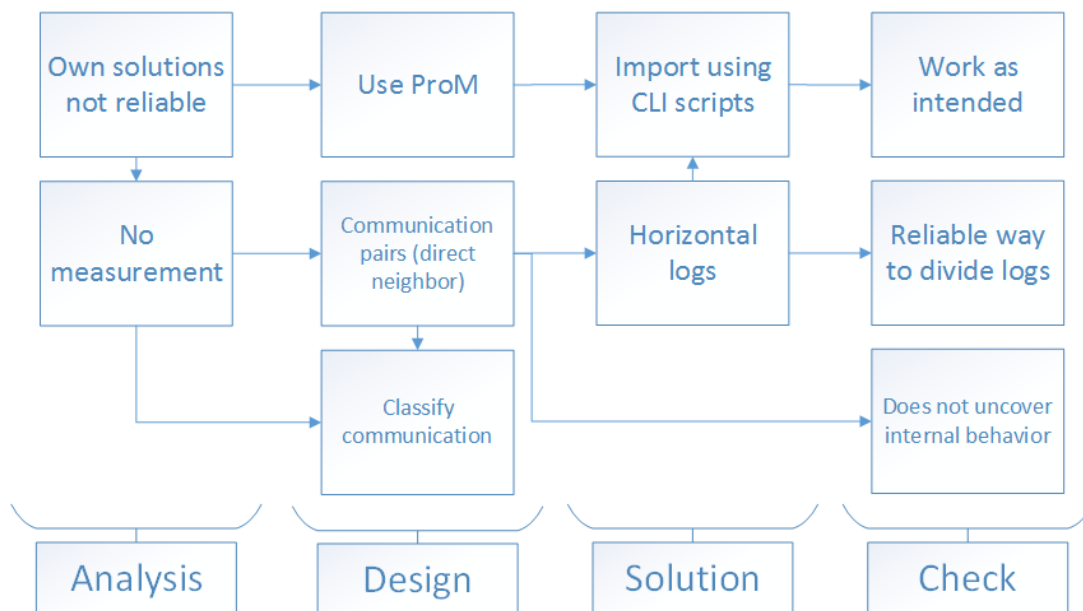 Own solutions
not reliable
Use ProM
Import using
CLI scripts
Work as
intended
No
measurement
Communication
pairs (direct
neighbor)
Horizontal
logs
Reliable way
to divide logs
Classify
communication
Does not uncover
internal behavior
Analysis
Design
Solution
Check